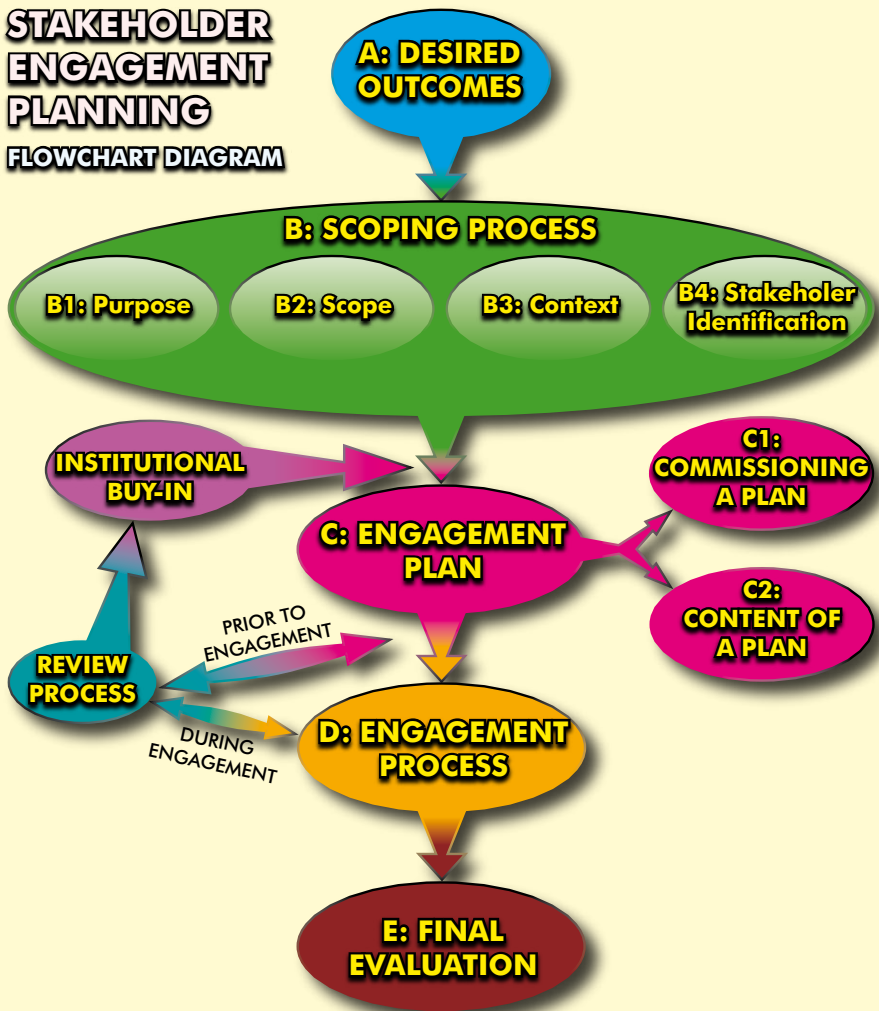 STAKEHOLDER
ENGAGEMENT
PLANNING
FLOWCHART DIAGRAM
A: DESIRED
OUTCOMES
B: SCOPING PROCESS
B1: Purpose
B2: Scope
B3: Context
B4: Stakeholer
Identification
INSTITUTIONAL
BUY-IN
C: ENGAGEMENT
PLAN
C1:
COMMISSIONING
A PLAN
C2:
CONTENT OF
A PLAN
PRIOR TO
ENGAGEMENT
REVIEW
PROCESS
DURING
ENGAGEMENT
D: ENGAGEMENT
PROCESS
E: FINAL
EVALUATION